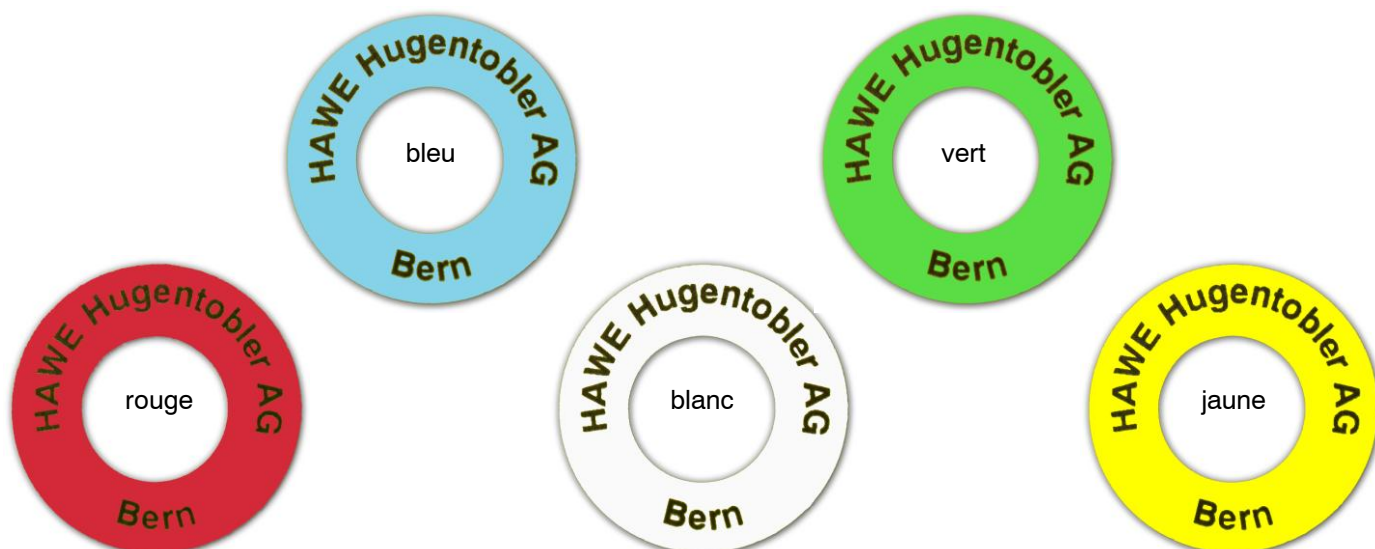 HAWE Hugentobler AG
bleu
Bern
HAWE Hugentobler AG
vert
Bern
HAWE Hugentobler AG
rouge
Bern
HAWE Hugentobler AG
blanc
Bern
HAWE Hugentobler AG
jaune
Bern